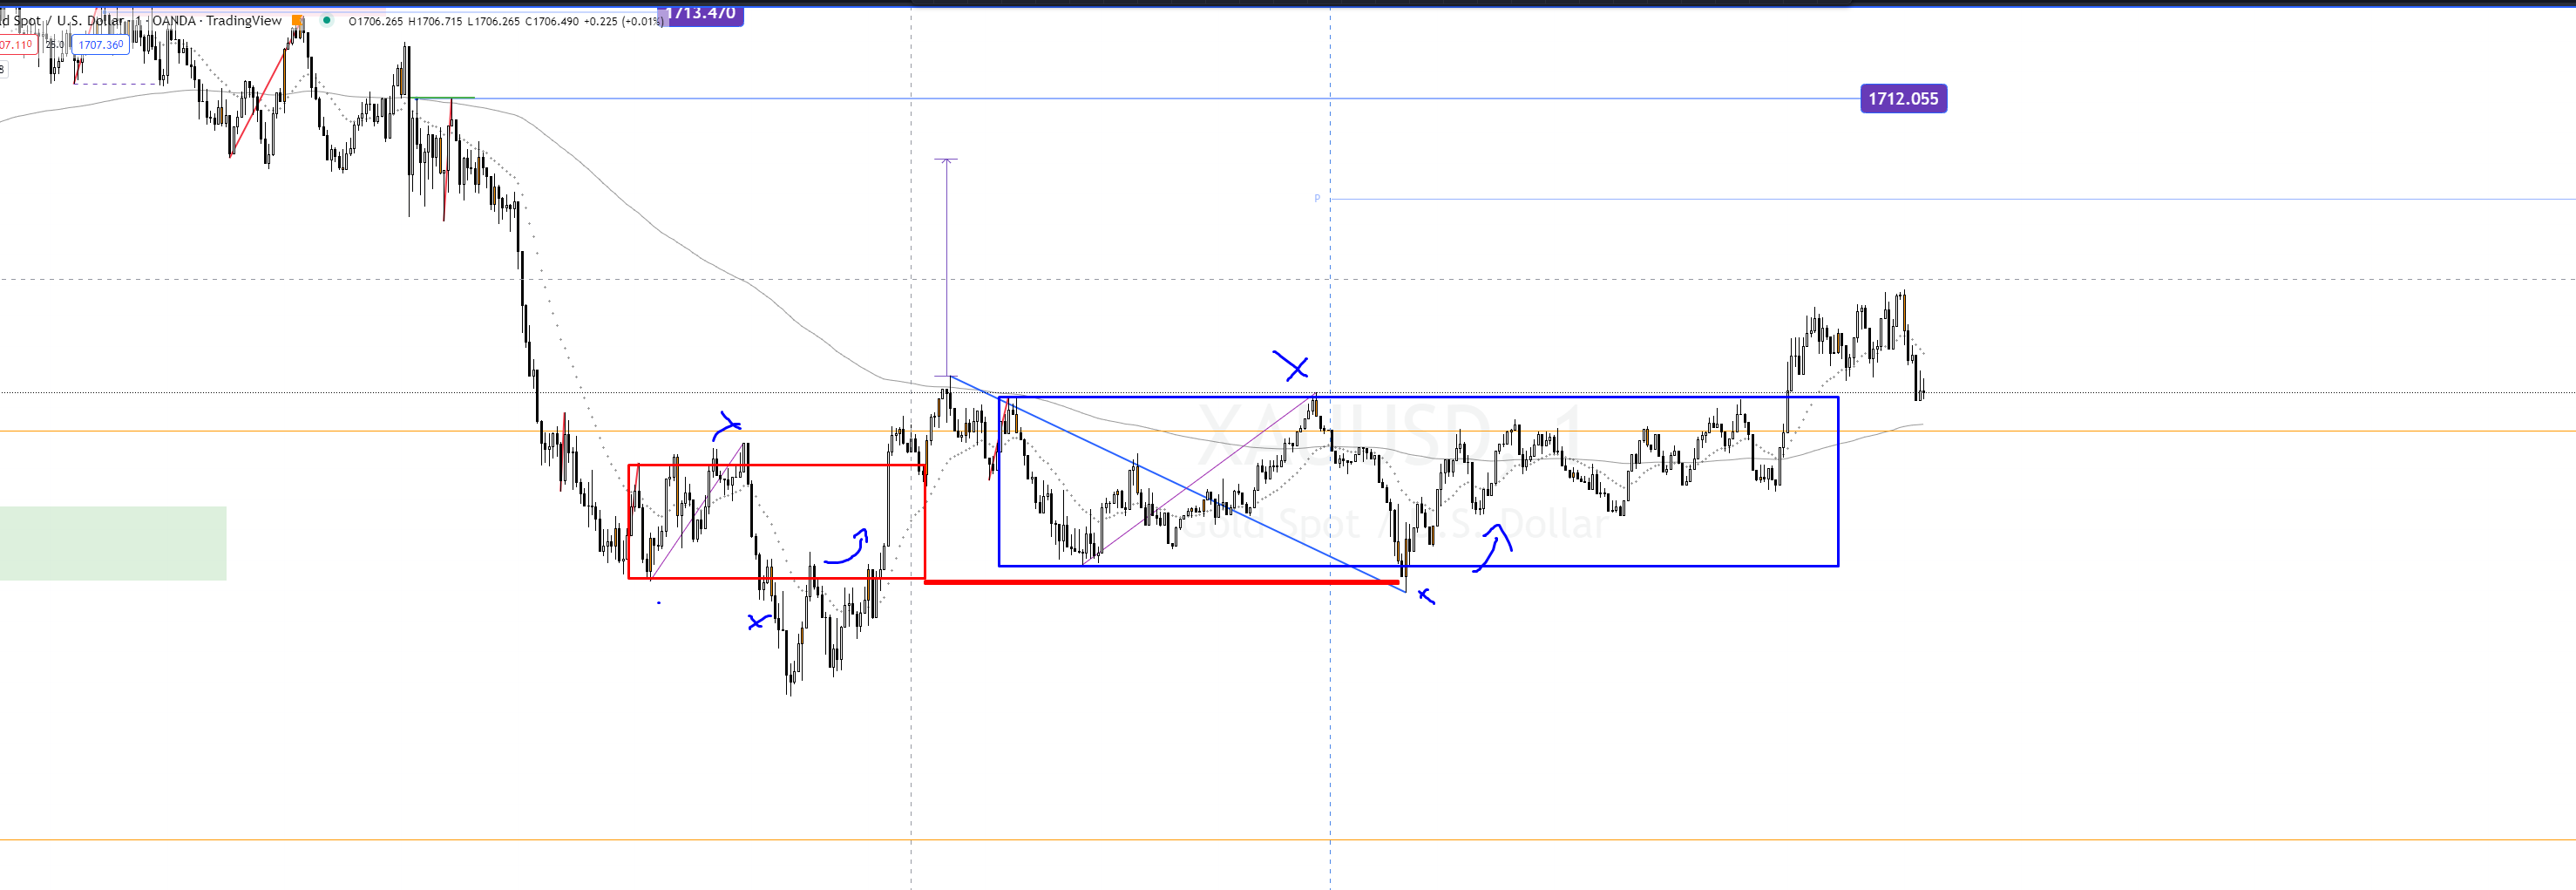 d Spot / U.S. Dollar · 1 · OANDA · TradingView O1706.265 H1706.715 L1706.265 C1706.490 +0.225 (+0.01%)
1713.470
07.110 25.0 1707.360
8
1712.055
P
XAUUSD, 1
Gold Spot / U.S. Dollar